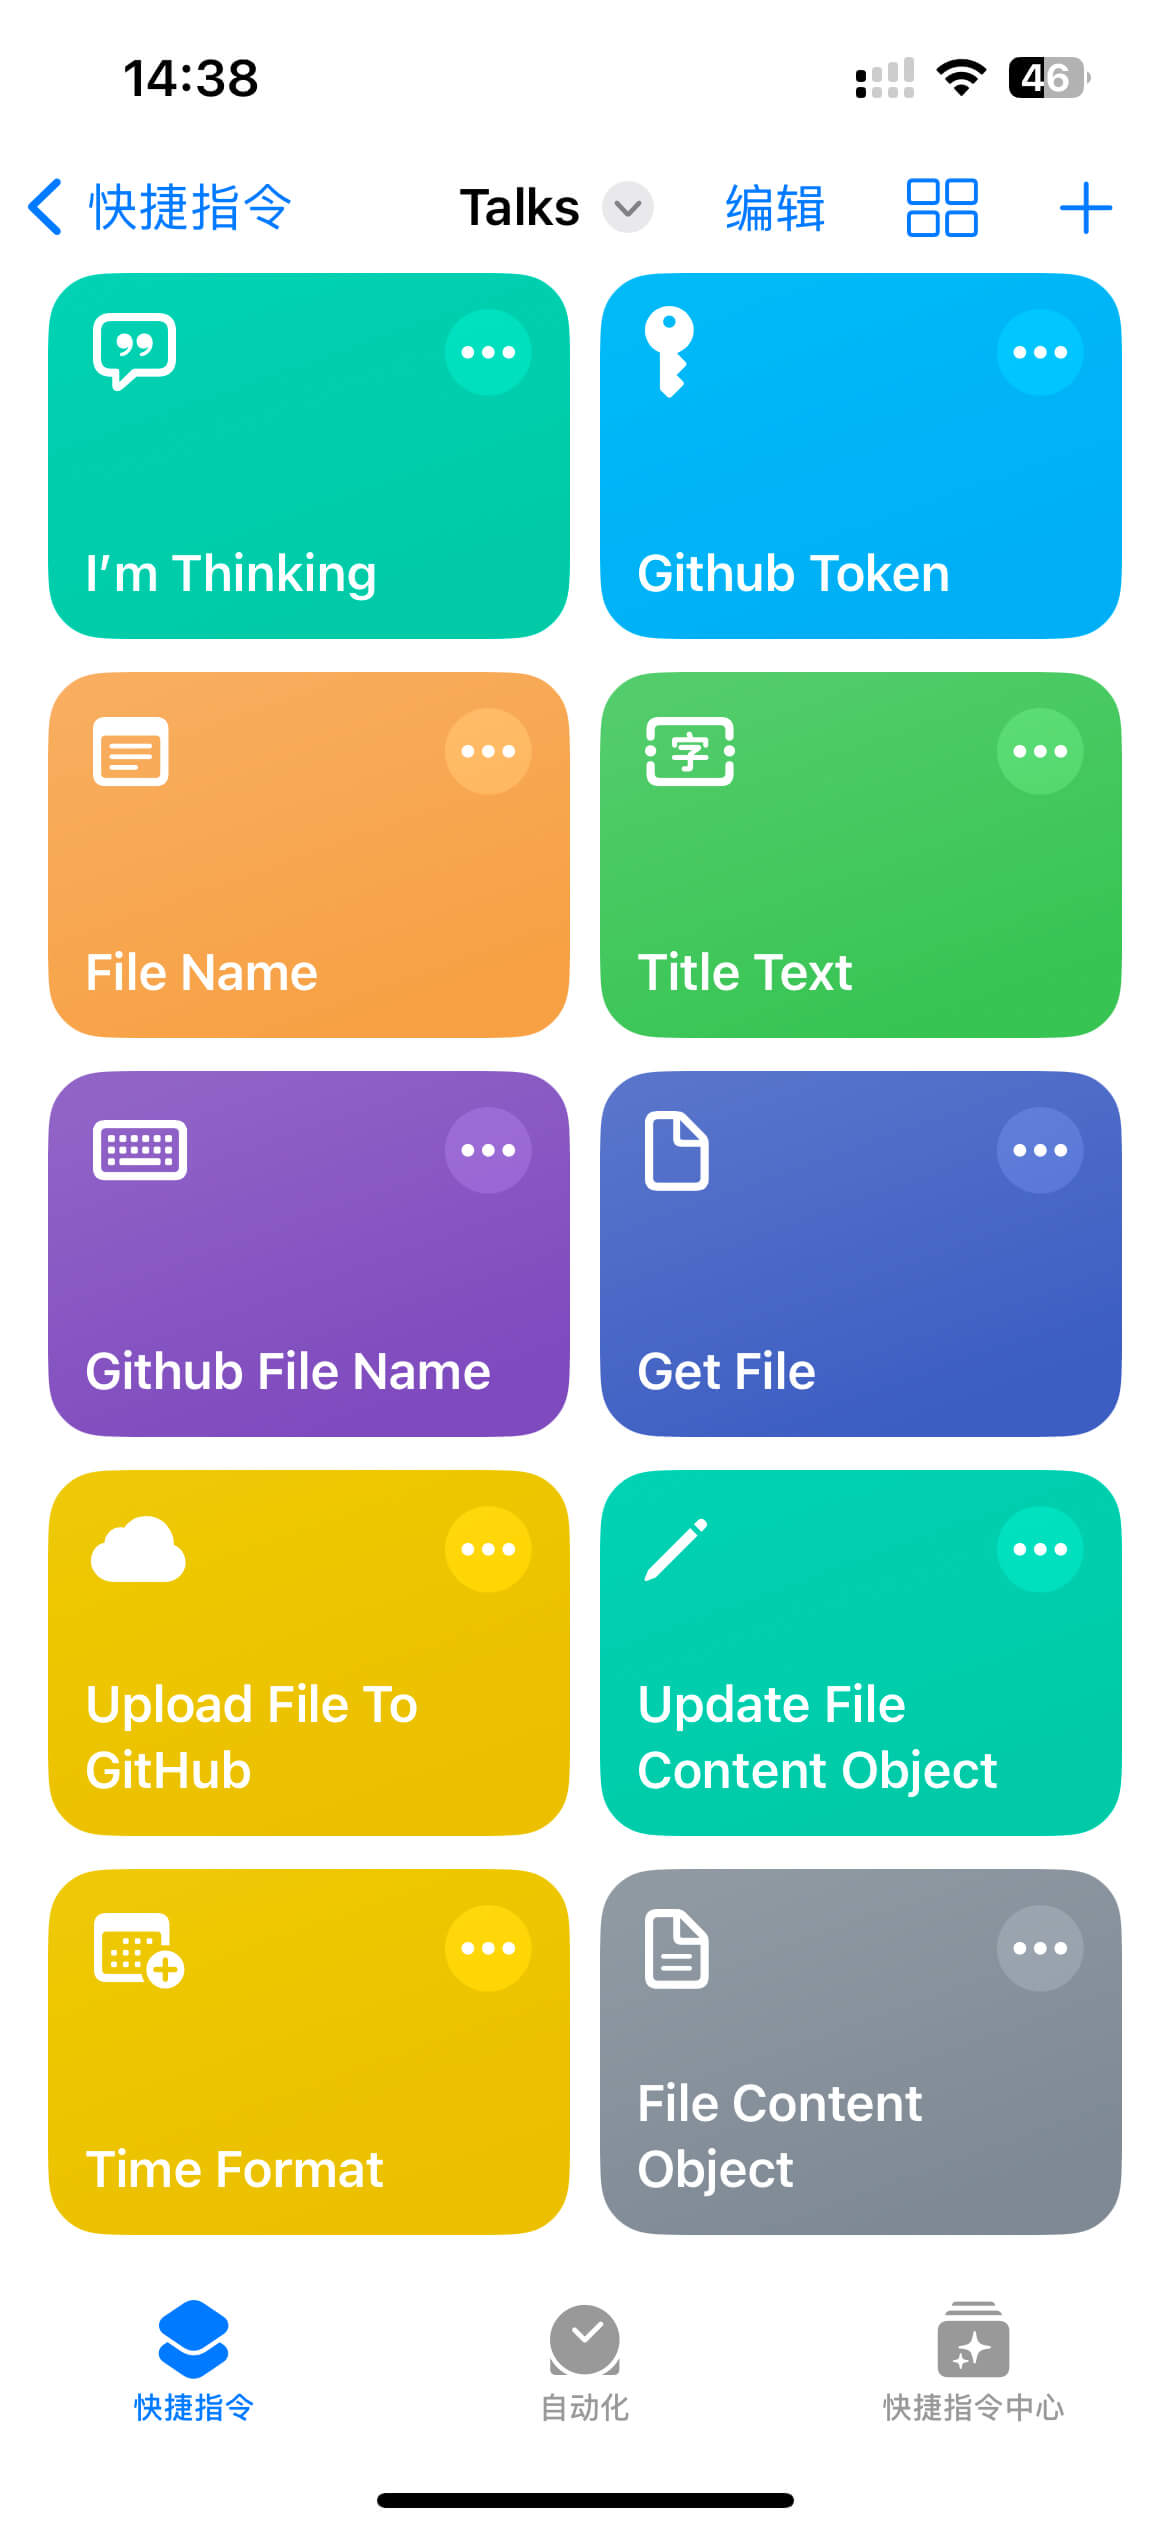 14:38
46
快捷指令
Talks
编辑
I’m Thinking
Github Token
字
File Name
Title Text
Github File Name
Get File
Upload File To
GitHub
Update File
Content Object
Time Format
File Content
Object
快捷指令
自动化
快捷指令中心